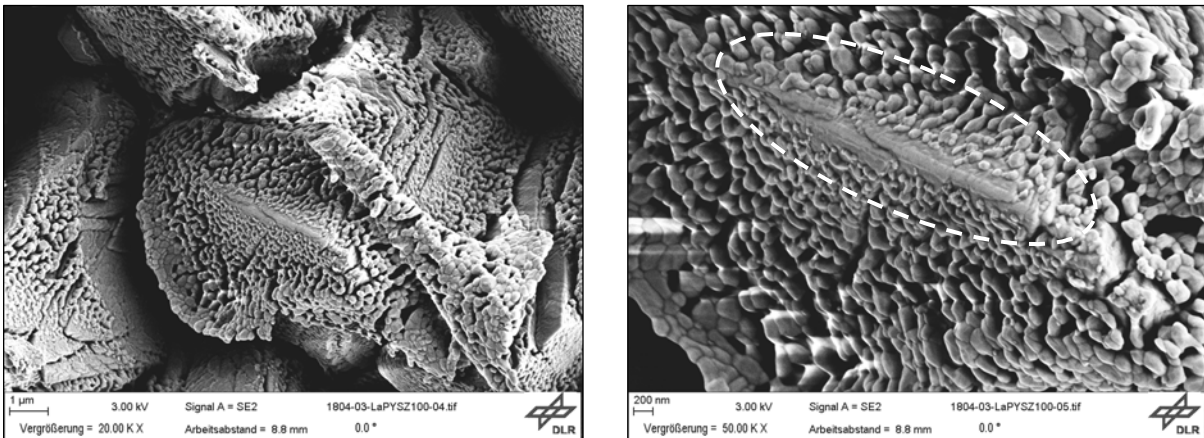 1 µm
3.00 kV
Signal A = SE2
1804-03-LaPYSZ100-04.tif
Vergrößerung = 20.00 K X
Arbeitsabstand = 8.8 mm
0.0 °
DLR
200 nm
3.00 KV
Signal A = SE2
1804-03-LaPYSZ100-05.tif
Vergrößerung = 50.00 K X
Arbeitsabstand = 8.8 mm
0.0 °
DLR